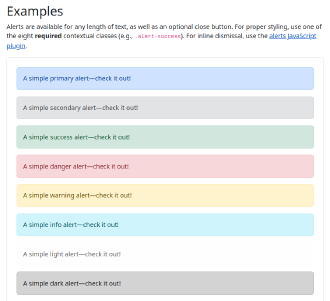 Examples
Alerts are available for any length of text, as well as an optional close button. For proper styling, use one of
the eight required contextual classes (e.g., .alert-success). For inline dismissal, use the alerts JavaScript
plugin.
A simple primary alert—check it out!
A simple secondary alert—check it out!
A simple success alert—check it out!
A simple danger alert—check it out!
A simple warning alert—check it out!
A simple info alert—check it out!
A simple light alert—check it out!
A simple dark alert—check it out!